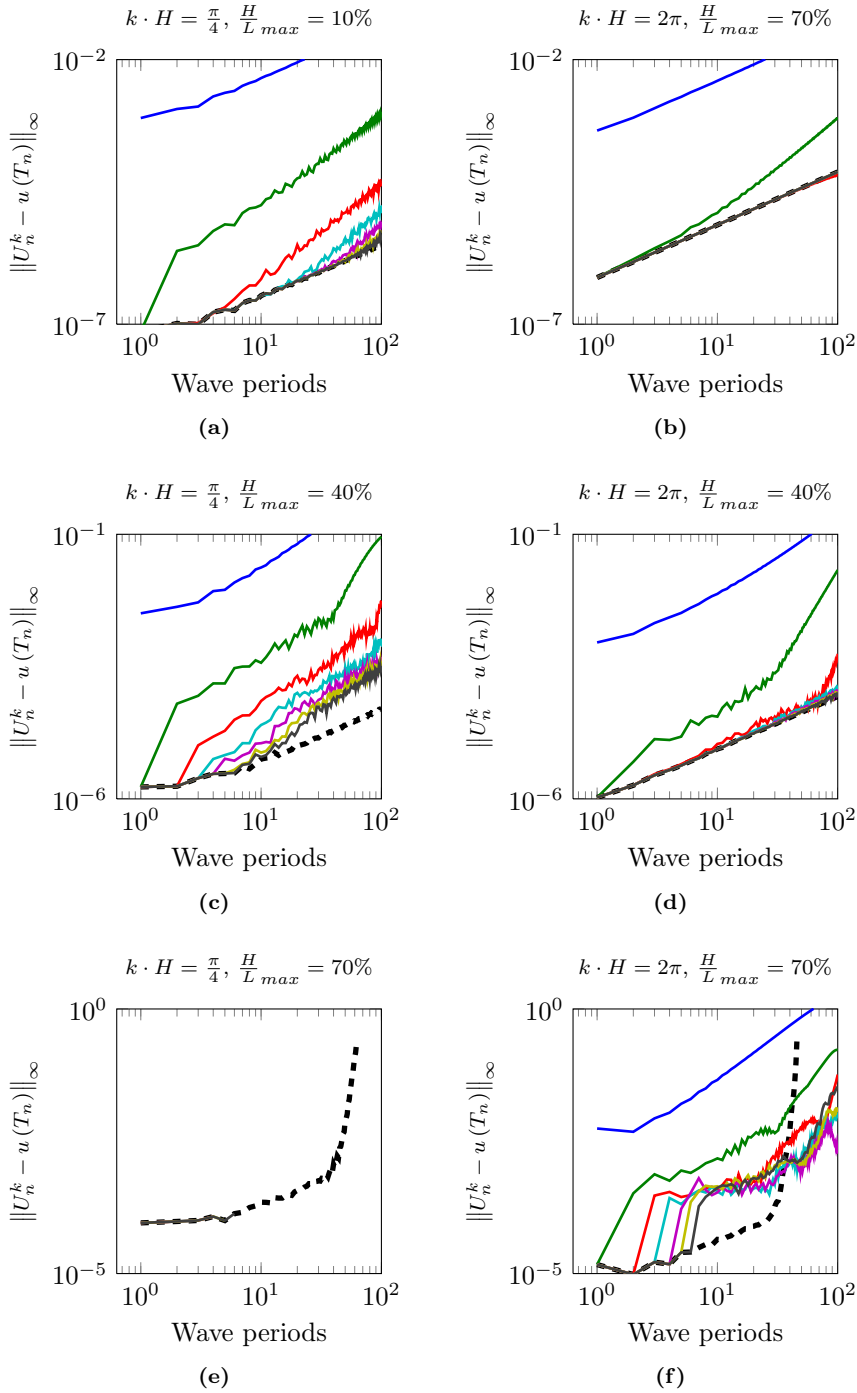 k · H = π/4, H/L max = 10%
k · H = 2π, H/L max = 70%
10^−2
10^−2
‖U_n^k − u (T_n)‖_∞
‖U_n^k − u (T_n)‖_∞
10^−7
10^−7
10^0 10^1 10^2
10^0 10^1 10^2
Wave periods
Wave periods
(a)
(b)
k · H = π/4, H/L max = 40%
k · H = 2π, H/L max = 40%
10^−1
10^−1
‖U_n^k − u (T_n)‖_∞
‖U_n^k − u (T_n)‖_∞
10^−6
10^−6
10^0 10^1 10^2
10^0 10^1 10^2
Wave periods
Wave periods
(c)
(d)
k · H = π/4, H/L max = 70%
k · H = 2π, H/L max = 70%
10^0
10^0
‖U_n^k − u (T_n)‖_∞
‖U_n^k − u (T_n)‖_∞
10^−5
10^−5
10^0 10^1 10^2
10^0 10^1 10^2
Wave periods
Wave periods
(e)
(f)